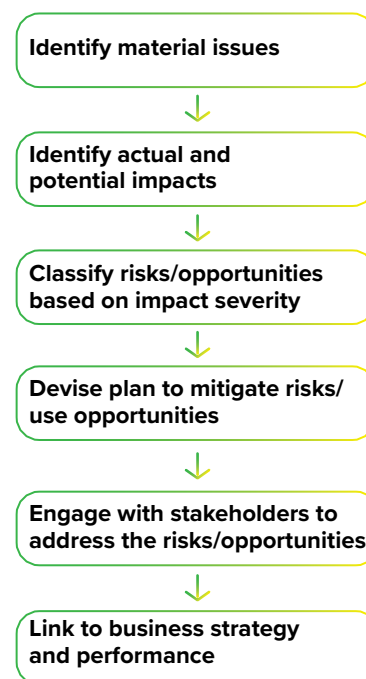 Identify material issues
Identify actual and
potential impacts
Classify risks/opportunities
based on impact severity
Devise plan to mitigate risks/
use opportunities
Engage with stakeholders to
address the risks/opportunities
Link to business strategy
and performance